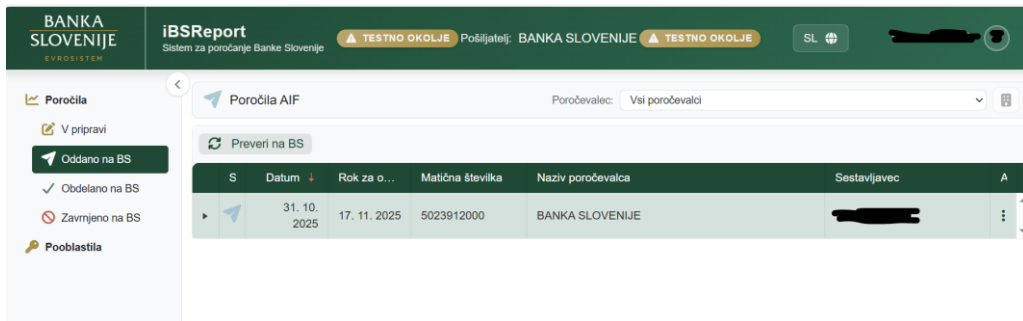 BANKA
SLOVENIJE
EVROSISTEM
iBSReport
Sistem za poročanje Banke Slovenije
TESTNO OKOLJE Pošiljatelj: BANKA SLOVENIJE TESTNO OKOLJE
SL
Poročila
V pripravi
Oddano na BS
Obdelano na BS
Zavrnjeno na BS
Pooblastila
Poročila AIF
Poročevalec: Vsi poročevalci
Preveri na BS
S Datum ↓ Rok za o... Matična številka Naziv poročevalca Sestavljavec A
31. 10. 2025 17. 11. 2025 5023912000 BANKA SLOVENIJE